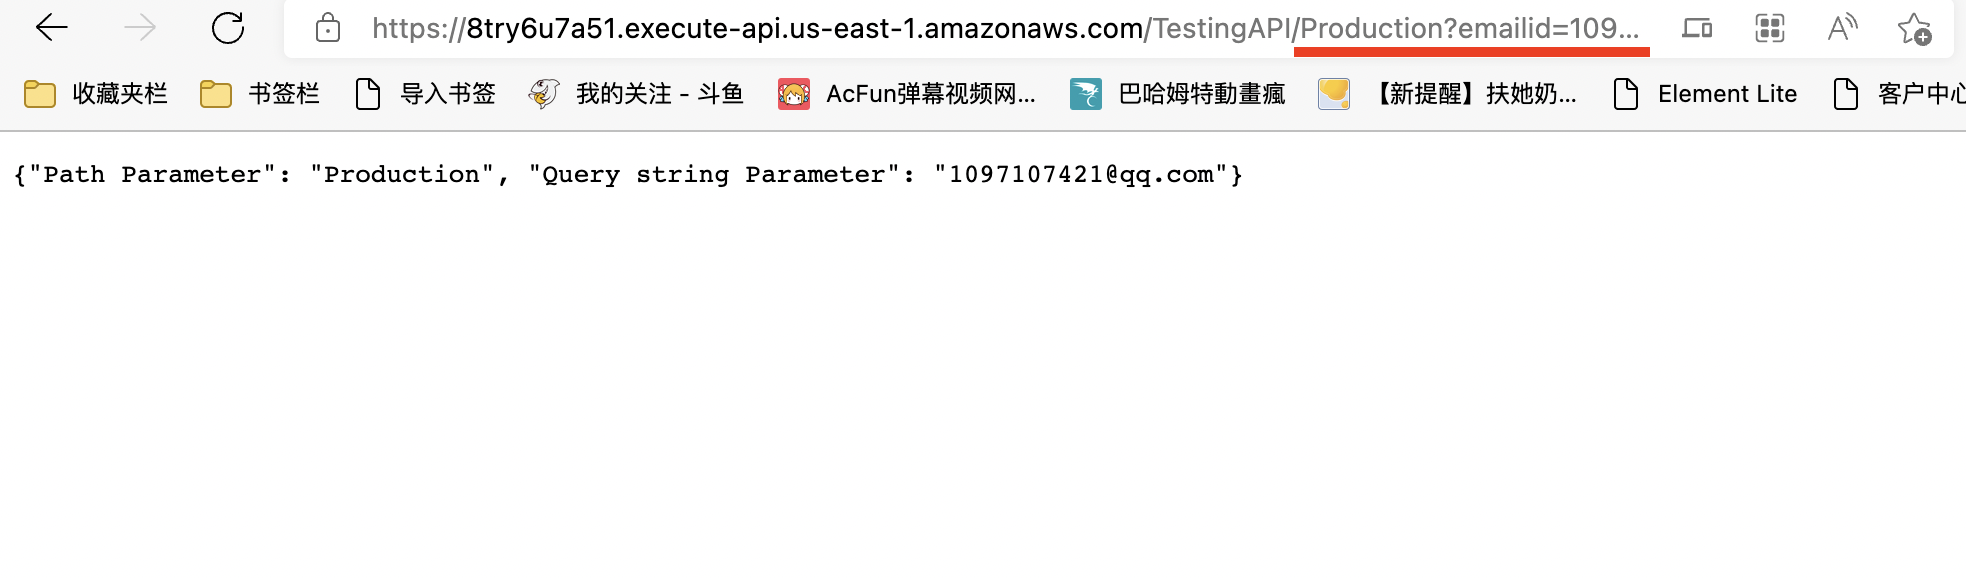 https://8try6u7a51.execute-api.us-east-1.amazonaws.com/TestingAPI/Production?emailid=109...
收藏夹栏 书签栏 导入书签 我的关注 - 斗鱼 AcFun弹幕视频网... 巴哈姆特動畫瘋 【新提醒】扶她奶... Element Lite 客户中心
{"Path Parameter": "Production", "Query string Parameter": "1097107421@qq.com"}